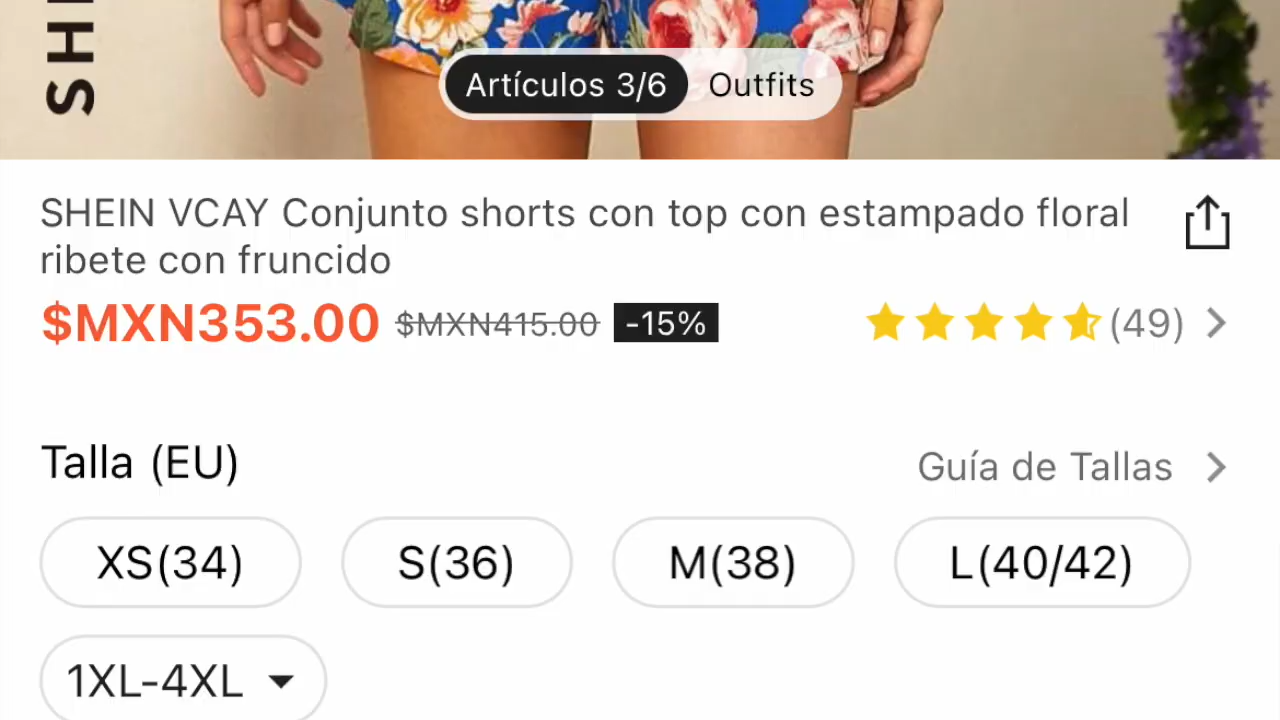 SHEI
Artículos 3/6 Outfits
SHEIN VCAY Conjunto shorts con top con estampado floral
ribete con fruncido
$MXN353.00 $MXN415.00 -15% (49)
Talla (EU) Guía de Tallas
XS(34) S(36) M(38) L(40/42)
1XL-4XL